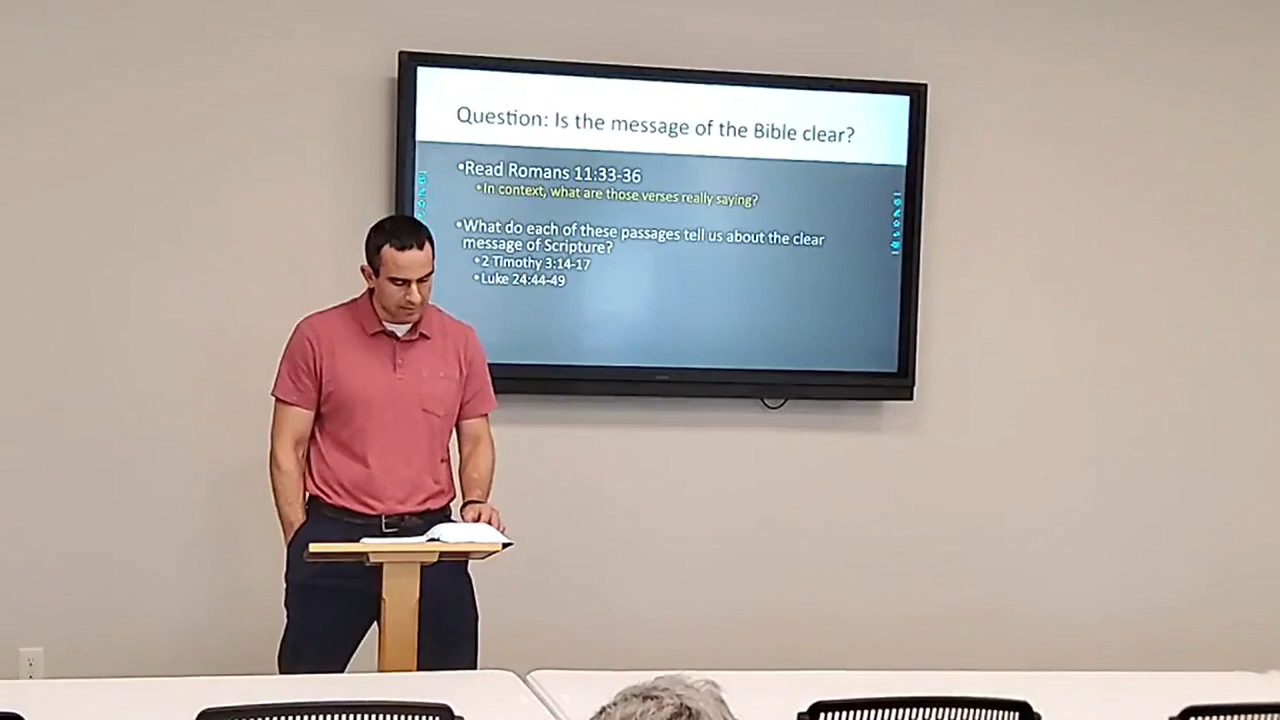 Question: Is the message of the Bible clear?
•Read Romans 11:33-36
•In context, what are those verses really saying?
•What do each of these passages tell us about the clear
message of Scripture?
•2 Timothy 3:14-17
•Luke 24:44-49